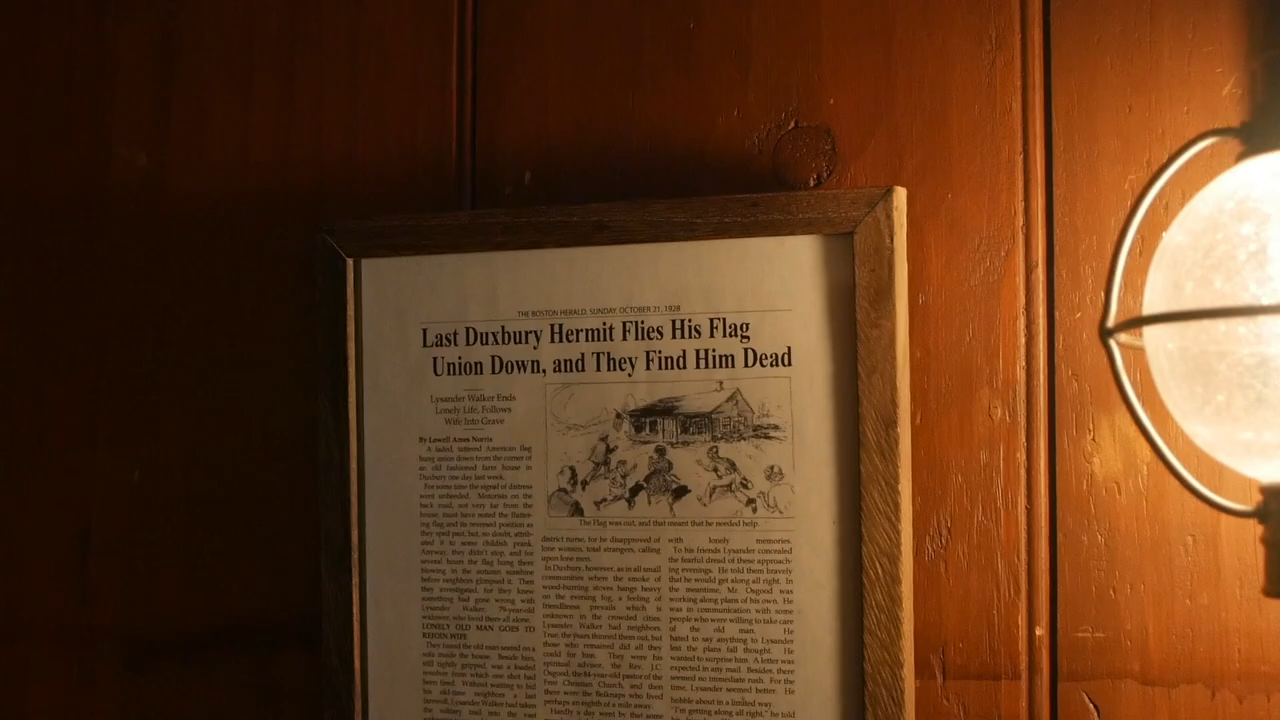 THE BOSTON HERALD, SUNDAY, OCTOBER 21, 1928
Last Duxbury Hermit Flies His Flag
Union Down, and They Find Him Dead
Lysander Walker Ends
Lonely Life, Follows
Wife Into Grave
The Flag was out, and that meant that he needed help.
By Lowell Ames Norris
A faded, tattered American flag
hung union down from the corner of
an old fashioned farm house in
Duxbury one day last week.
For some time the signal of distress
went unheeded. Motorists on the
back road, not very far from the
house, must have noted the flutter-
ing flag and its reversed position as
they sped past, but, no doubt, attrib-
uted it to some childish prank.
Anyway, they didn't stop, and for
several hours the flag hung there
blowing in the autumn sunshine
before neighbors glimpsed it. Then
they investigated, for they knew
something had gone wrong with
Lysander Walker, 79-year-old
widower, who lived there all alone.
LONELY OLD MAN GOES TO
REJOIN WIFE
They found the old man seated on a
sofa inside the house. Beside him,
still tightly gripped, was a loaded
revolver from which one shot had
been fired. Without waiting to bid
his old-time neighbors a last
farewell, Lysander Walker had taken
the solitary trail into the vast
district nurse, for he disapproved of
lone women, total strangers, calling
upon lone men.
In Duxbury, however, as in all small
communities where the smoke of
wood-burning stoves hangs heavy
on the evening fog, a feeling of
friendliness prevails which is
unknown in the crowded cities.
Lysander Walker had neighbors.
True, the years thinned them out, but
those who remained did all they
could for him. They were his
spiritual advisor, the Rev. J.C.
Osgood, the 84-year-old pastor of the
Free Christian Church, and then
there were the Belknaps who lived
perhaps an eighth of a mile away.
Hardly a day went by that some
with lonely memories.
To his friends Lysander concealed
the fearful dread of these approach-
ing evenings. He told them bravely
that he would get along all right. In
the meantime, Mr. Osgood was
working along plans of his own. He
was in communication with some
people who were willing to take care
of the old man. He
hated to say anything to Lysander
lest the plans fall thought. He
wanted to surprise him. A letter was
expected in any mail. Besides, there
seemed no immediate rush. For the
time, Lysander seemed better. He
hobble about in a limited way.
"I'm getting along all right," he told